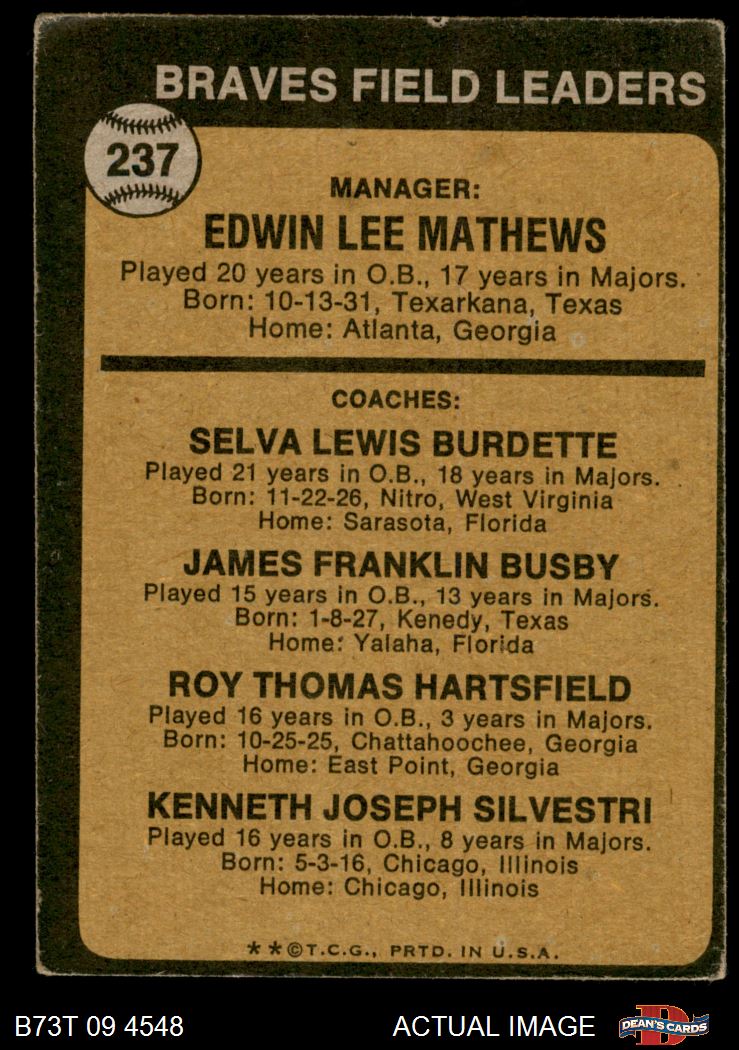 BRAVES FIELD LEADERS
237
MANAGER:
EDWIN LEE MATHEWS
Played 20 years in O.B., 17 years in Majors.
Born: 10-13-31, Texarkana, Texas
Home: Atlanta, Georgia
COACHES:
SELVA LEWIS BURDETTE
Played 21 years in O.B., 18 years in Majors.
Born: 11-22-26, Nitro, West Virginia
Home: Sarasota, Florida
JAMES FRANKLIN BUSBY
Played 15 years in O.B., 13 years in Majors.
Born: 1-8-27, Kenedy, Texas
Home: Yalaha, Florida
ROY THOMAS HARTSFIELD
Played 16 years in O.B., 3 years in Majors.
Born: 10-25-25, Chattahoochee, Georgia
Home: East Point, Georgia
KENNETH JOSEPH SILVESTRI
Played 16 years in O.B., 8 years in Majors.
Born: 5-3-16, Chicago, Illinois
Home: Chicago, Illinois
**©T.C.G., PRTD. IN U.S.A.
B73T 09 4548 ACTUAL IMAGE
D
DEAN'S CARDS